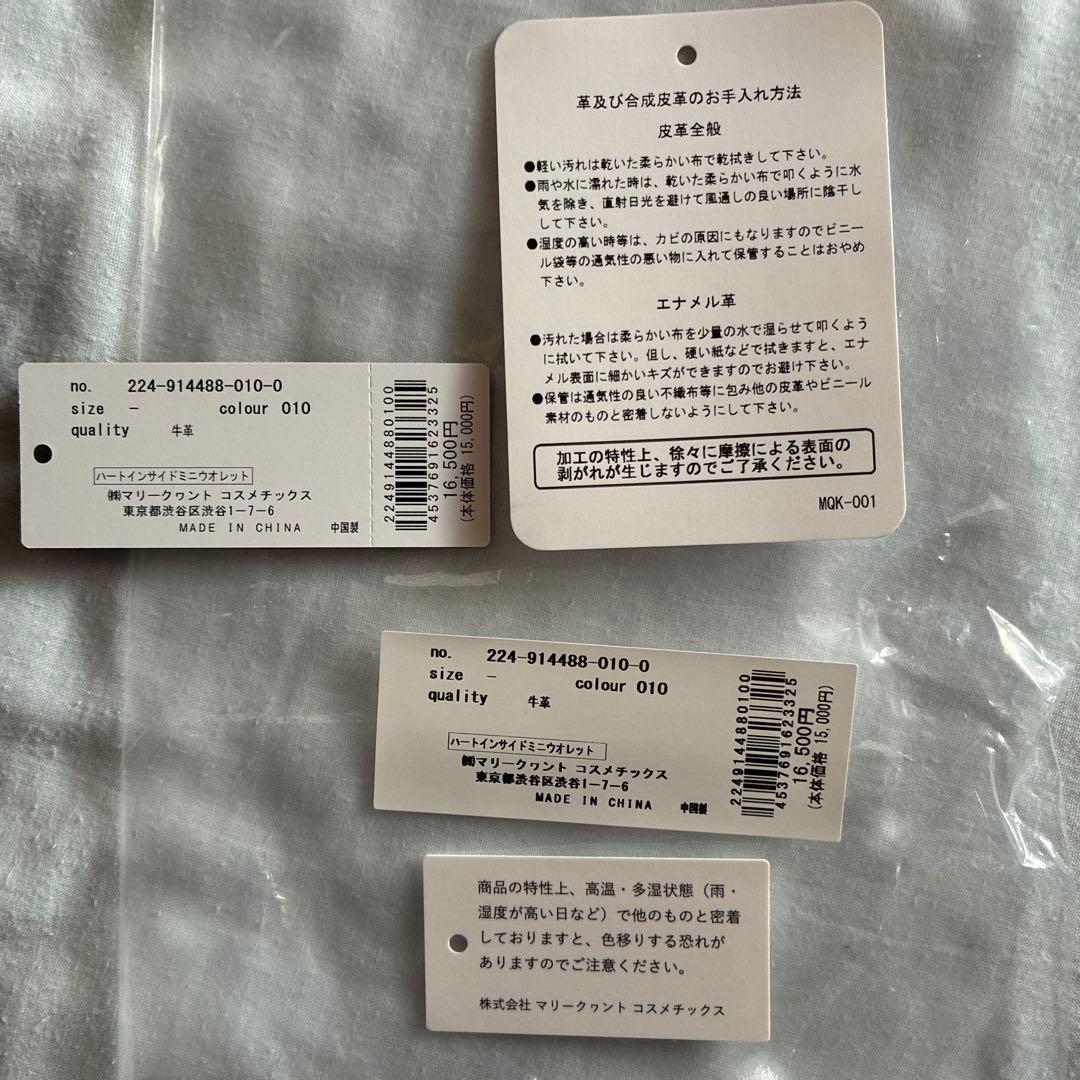 革及び合成皮革のお手入れ方法
皮革全般
●軽い汚れは乾いた柔らかい布で乾拭きして下さい。
●雨や水に濡れた時は、乾いた柔らかい布で叩くように水
気を除き、直射日光を避けて風通しの良い場所に陰干し
して下さい。
●湿度の高い時等は、カビの原因にもなりますのでビニー
ル袋等の通気性の悪い物に入れて保管することはおやめ
下さい。
エナメル革
●汚れた場合は柔らかい布を少量の水で湿らせて叩くよう
に拭いて下さい。但し、硬い紙などで拭きますと、エナ
メル表面に細かいキズができますのでお避け下さい。
●保管は通気性の良い不織布等に包み他の皮革やビニール
素材のものと密着しないようにして下さい。
加工の特性上、徐々に摩擦による表面の
剥がれが生じますのでご了承ください。
MQK-001
no. 224-914488-010-0
size － colour 010
quality 牛革
ハートインサイドミニウオレット
㈱マリークヮント コスメチックス
東京都渋谷区渋谷1-7-6
MADE IN CHINA 中国製
2249144880100
4537691623325
16,500円
(本体価格 15,000円)
no. 224-914488-010-0
size － colour 010
quality 牛革
ハートインサイドミニウオレット
㈱マリークヮント コスメチックス
東京都渋谷区渋谷1-7-6
MADE IN CHINA 中国製
2249144880100
4537691623325
16,500円
(本体価格 15,000円)
商品の特性上、高温・多湿状態（雨・
湿度が高い日など）で他のものと密着
しておりますと、色移りする恐れが
ありますのでご注意ください。
株式会社 マリークヮント コスメチックス